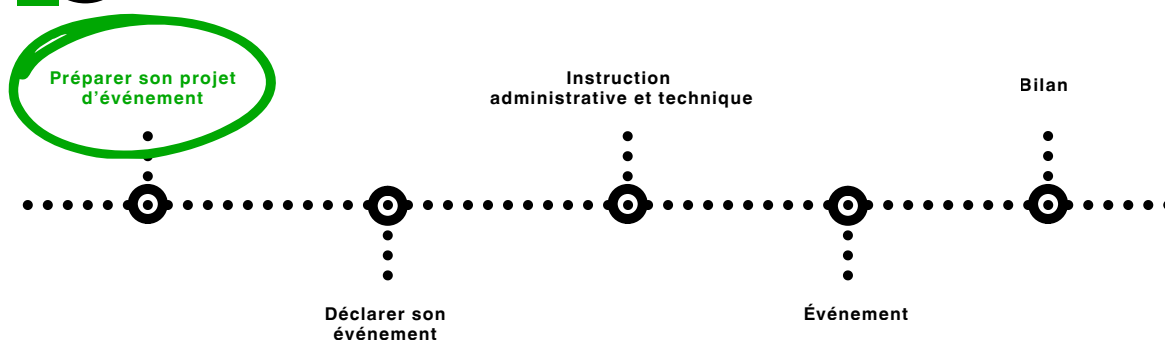 Préparer son projet
d'événement
Instruction
administrative et technique
Bilan
Déclarer son
événement
Événement